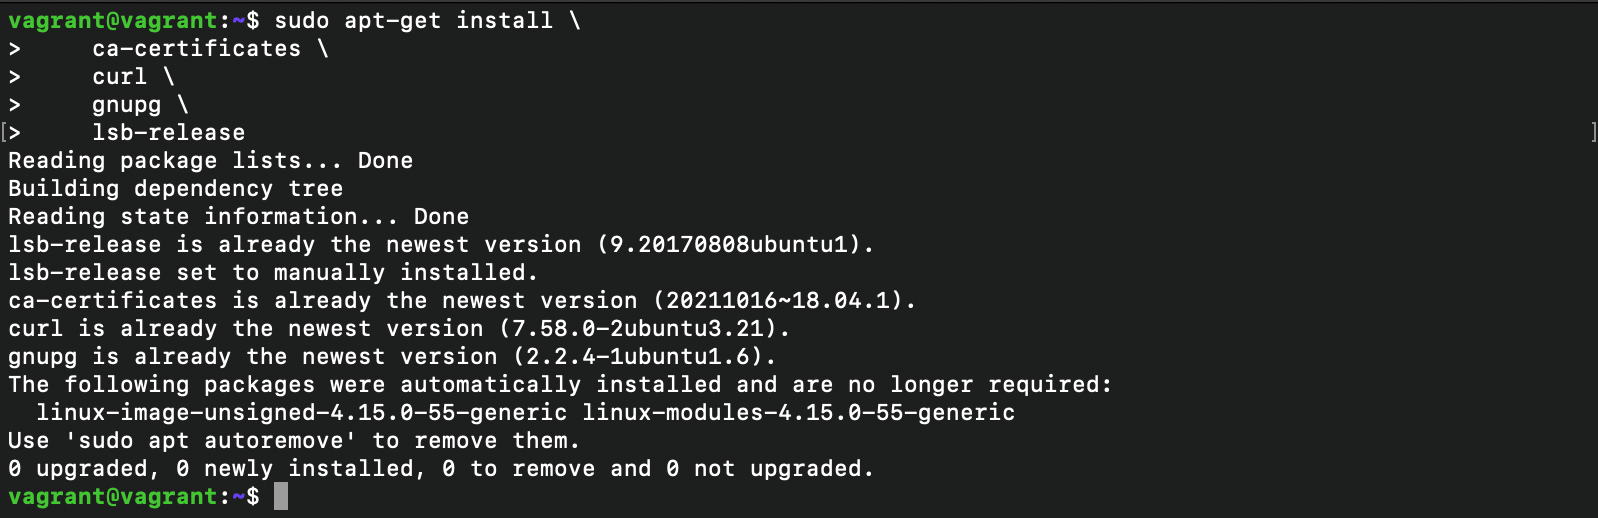 vagrant@vagrant:~$ sudo apt-get install \
>     ca-certificates \
>     curl \
>     gnupg \
[>     lsb-release ]
Reading package lists... Done
Building dependency tree
Reading state information... Done
lsb-release is already the newest version (9.20170808ubuntu1).
lsb-release set to manually installed.
ca-certificates is already the newest version (20211016~18.04.1).
curl is already the newest version (7.58.0-2ubuntu3.21).
gnupg is already the newest version (2.2.4-1ubuntu1.6).
The following packages were automatically installed and are no longer required:
  linux-image-unsigned-4.15.0-55-generic linux-modules-4.15.0-55-generic
Use 'sudo apt autoremove' to remove them.
0 upgraded, 0 newly installed, 0 to remove and 0 not upgraded.
vagrant@vagrant:~$